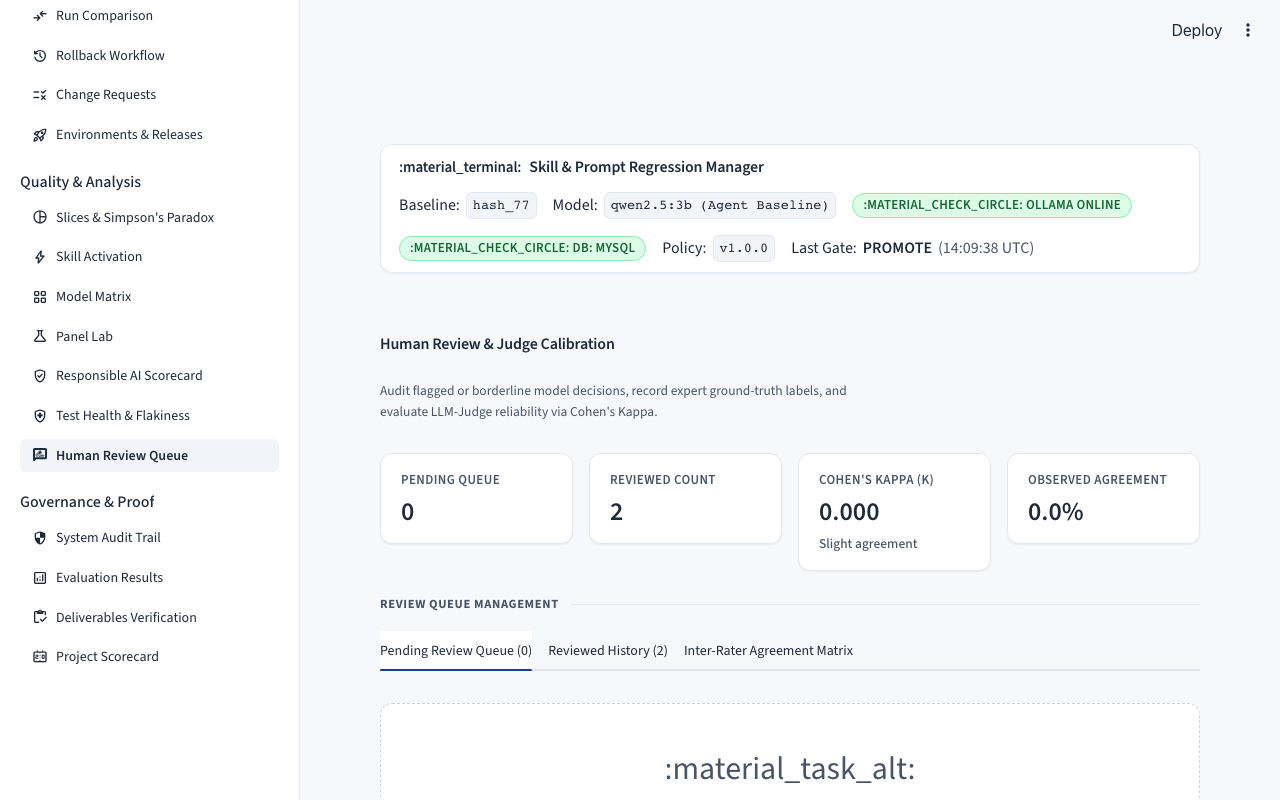 Run Comparison
Rollback Workflow
Change Requests
Environments & Releases
Quality & Analysis
Slices & Simpson's Paradox
Skill Activation
Model Matrix
Panel Lab
Responsible AI Scorecard
Test Health & Flakiness
Human Review Queue
Governance & Proof
System Audit Trail
Evaluation Results
Deliverables Verification
Project Scorecard
Deploy
:material_terminal: Skill & Prompt Regression Manager
Baseline: hash_77 Model: qwen2.5:3b (Agent Baseline) :MATERIAL_CHECK_CIRCLE: OLLAMA ONLINE
:MATERIAL_CHECK_CIRCLE: DB: MYSQL Policy: v1.0.0 Last Gate: PROMOTE (14:09:38 UTC)
Human Review & Judge Calibration
Audit flagged or borderline model decisions, record expert ground-truth labels, and
evaluate LLM-Judge reliability via Cohen's Kappa.
PENDING QUEUE
0
REVIEWED COUNT
2
COHEN'S KAPPA (K)
0.000
Slight agreement
OBSERVED AGREEMENT
0.0%
REVIEW QUEUE MANAGEMENT
Pending Review Queue (0) Reviewed History (2) Inter-Rater Agreement Matrix
:material_task_alt: